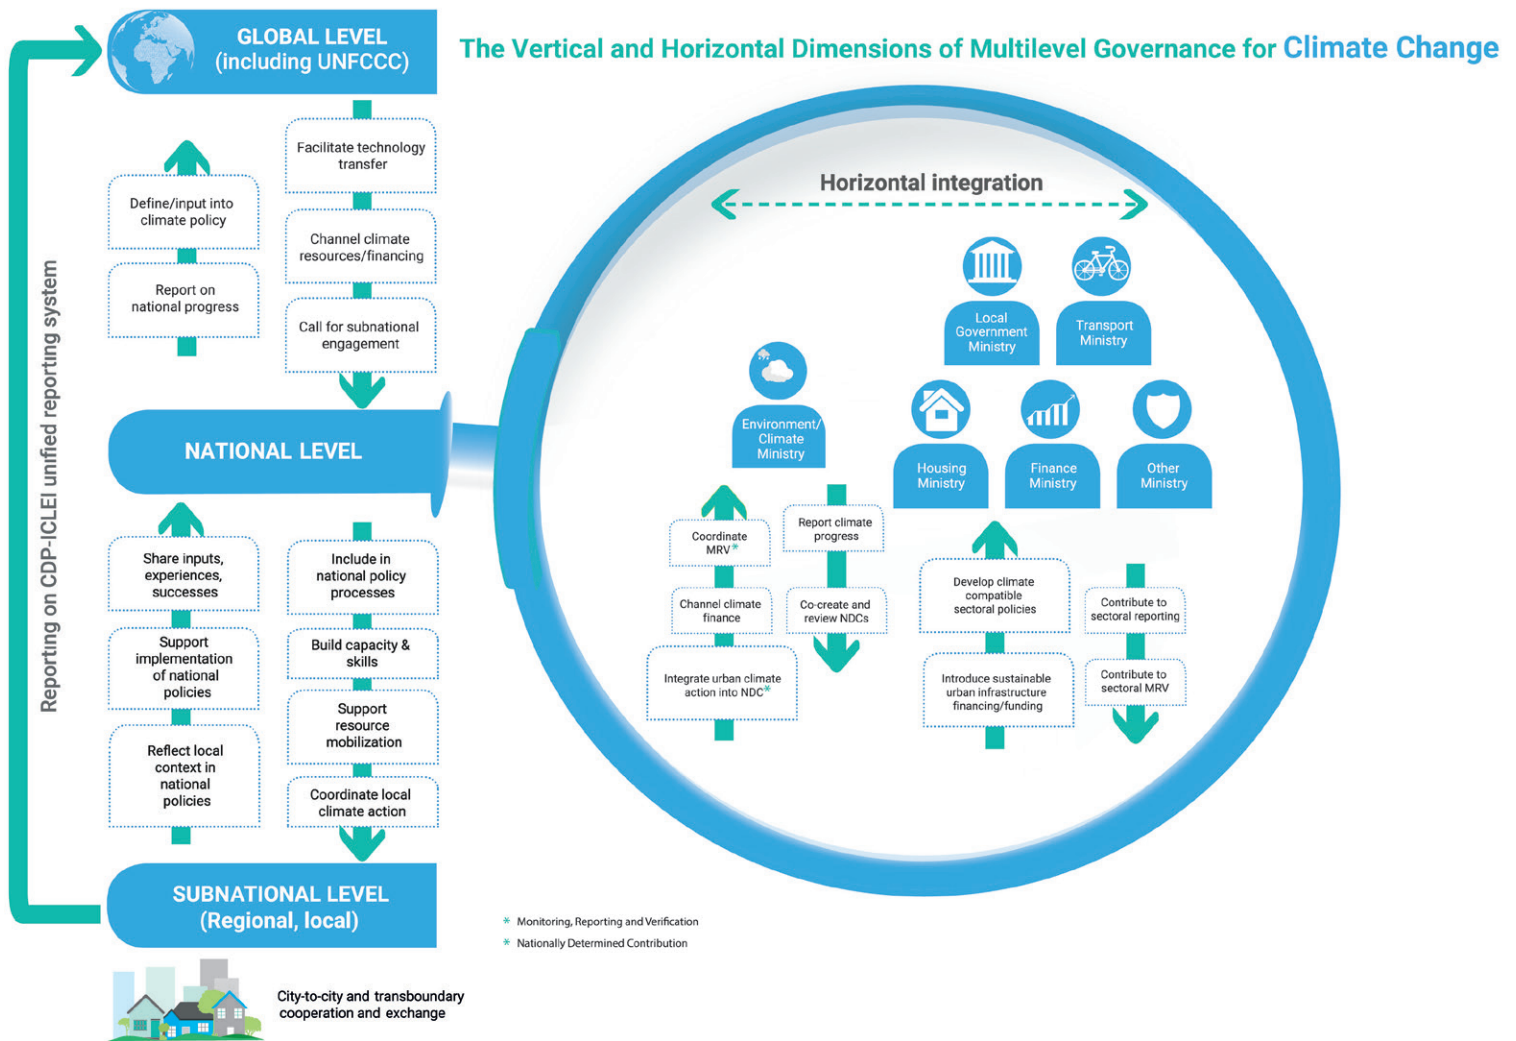 The Vertical and Horizontal Dimensions of Multilevel Governance for Climate Change
GLOBAL LEVEL
(including UNFCCC)
Reporting on CDP-ICLEI unified reporting system
Define/input into
climate policy
Report on
national progress
Facilitate technology
transfer
Channel climate
resources/financing
Call for subnational
engagement
NATIONAL LEVEL
Share inputs,
experiences,
successes
Support
implementation
of national
policies
Reflect local
context in
national
policies
Include in
national policy
processes
Build capacity &
skills
Support
resource
mobilization
Coordinate local
climate action
SUBNATIONAL LEVEL
(Regional, local)
City-to-city and transboundary
cooperation and exchange
Horizontal integration
Local
Government
Ministry
Transport
Ministry
Environment/
Climate
Ministry
Housing
Ministry
Finance
Ministry
Other
Ministry
Coordinate
MRV*
Channel climate
finance
Integrate urban climate
action into NDC*
Report climate
progress
Co-create and
review NDCs
Develop climate
compatible
sectoral policies
Introduce sustainable
urban infrastructure
financing/funding
Contribute to
sectoral reporting
Contribute to
sectoral MRV
* Monitoring, Reporting and Verification
* Nationally Determined Contribution